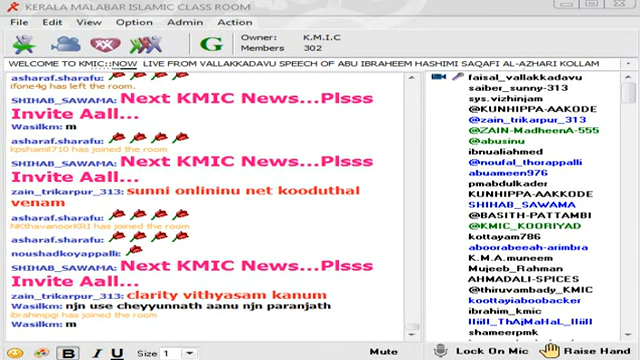 KERALA MALABAR ISLAMIC CLASS ROOM
File Edit View Option Admin Action
G
Owner: K.M.I.C
Members 302
WELCOME TO KMIC::NOW LIVE FROM VALLAKKADAVU SPEECH OF ABU IBRAHEEM HASHIMI SAQAFI AL-AZHARI KOLLAM
asharaf.sharafu:
ifone4g has left the room.
SHIHAB_SAWAMA: Next KMIC News...Plsss
Invite Aall...
Wasilkm: m
asharaf.sharafu:
kpshamil710 has joined the room
SHIHAB_SAWAMA: Next KMIC News...Plsss
Invite Aall...
zain_trikarpur_313: sunni onlininu net kooduthal
venam
asharaf.sharafu:
NKthavanoorKRI has joined the room
asharaf.sharafu:
noushadkoyappalli:
SHIHAB_SAWAMA: Next KMIC News...Plsss
Invite Aall...
zain_trikarpur_313: clarity vithyasam kanum
Wasilkm: njn use cheyyunnath aanu njn paranjath
ibrahimpgi has joined the room
Wasilkm: m
faisal_vallakkadavu
saiber_sunny-313
sys.vizhinjam
@KUNHIPPA-AAKODE
@zain_trikarpur_313
@ZAIN-MadheenA-555
@abusinu
ibnualiahmed
@noufal_thorappalli
abuameen976
pmabdulkader
KUNHIPPA-AAKODE
SHIHAB_SAWAMA
@BASITH-PATTAMBI
@KMIC_KOORIYAD
kottayam786
aboorabeeah-arimbra
K.M.A.muneem
Mujeeb_Rahman
AHMADALI-SPICES
@thiruvambady_KMIC
koottayiaboobacker
ibrahim_kmic
shameerpmk
B I U Size 1 Mute Lock On Mic Raise Hand